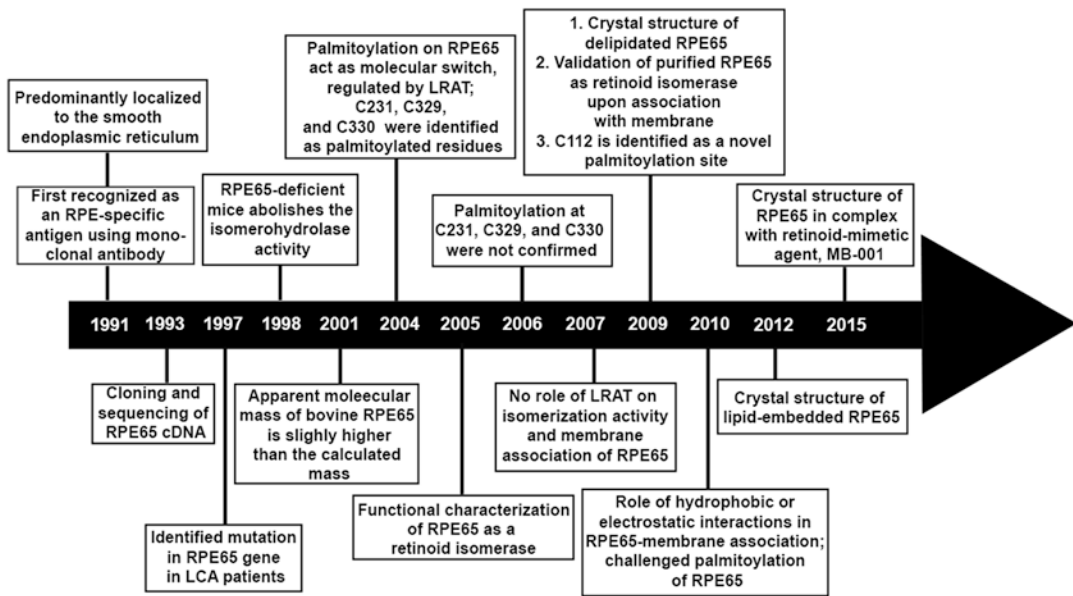 Predominantly localized
to the smooth
endoplasmic reticulum
First recognized as
an RPE-specific
antigen using mono-
clonal antibody
RPE65-deficient
mice abolishes the
isomerohydrolase
activity
Palmitoylation on RPE65
act as molecular switch,
regulated by LRAT;
C231, C329,
and C330 were identified
as palmitoylated residues
Palmitoylation at
C231, C329, and C330
were not confirmed
1. Crystal structure of
delipidated RPE65
2. Validation of purified RPE65
as retinoid isomerase
upon association
with membrane
3. C112 is identified as a novel
palmitoylation site
Crystal structure of
RPE65 in complex
with retinoid-mimetic
agent, MB-001
1991 1993 1997 1998 2001 2004 2005 2006 2007 2009 2010 2012 2015
Cloning and
sequencing of
RPE65 cDNA
Identified mutation
in RPE65 gene
in LCA patients
Apparent moleecular
mass of bovine RPE65
is slighly higher
than the calculated
mass
Functional characterization
of RPE65 as a
retinoid isomerase
No role of LRAT on
isomerization activity
and membrane
association of RPE65
Role of hydrophobic or
electrostatic interactions in
RPE65-membrane association;
challenged palmitoylation
of RPE65
Crystal structure of
lipid-embedded RPE65